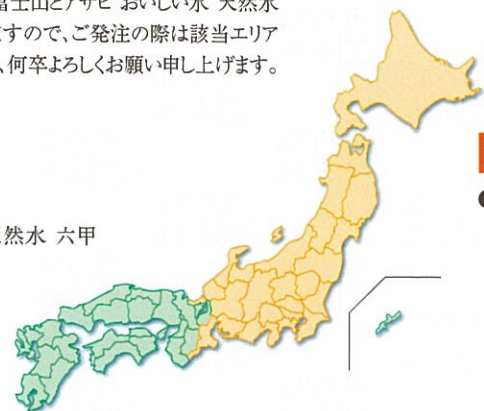 富士山とアサヒ おいしい水 天然水
ますので、ご発注の際は該当エリア
、何卒よろしくお願い申し上げます。
然水 六甲